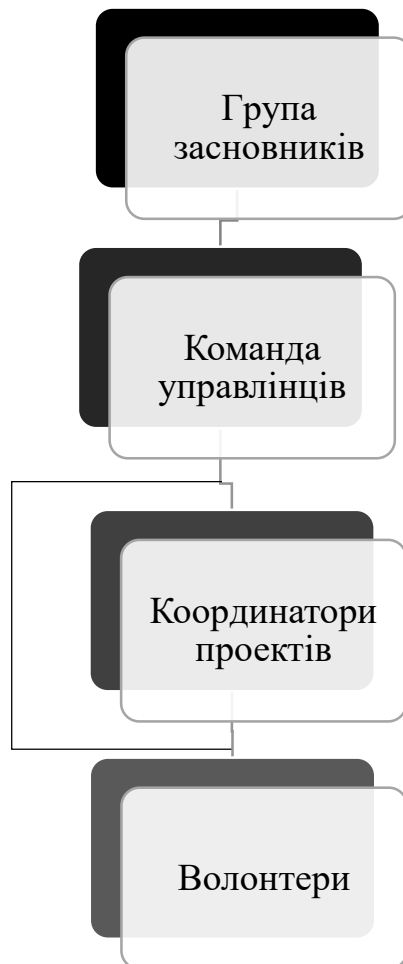 Група
засновників
Команда
управлінців
Координатори
проектів
Волонтери